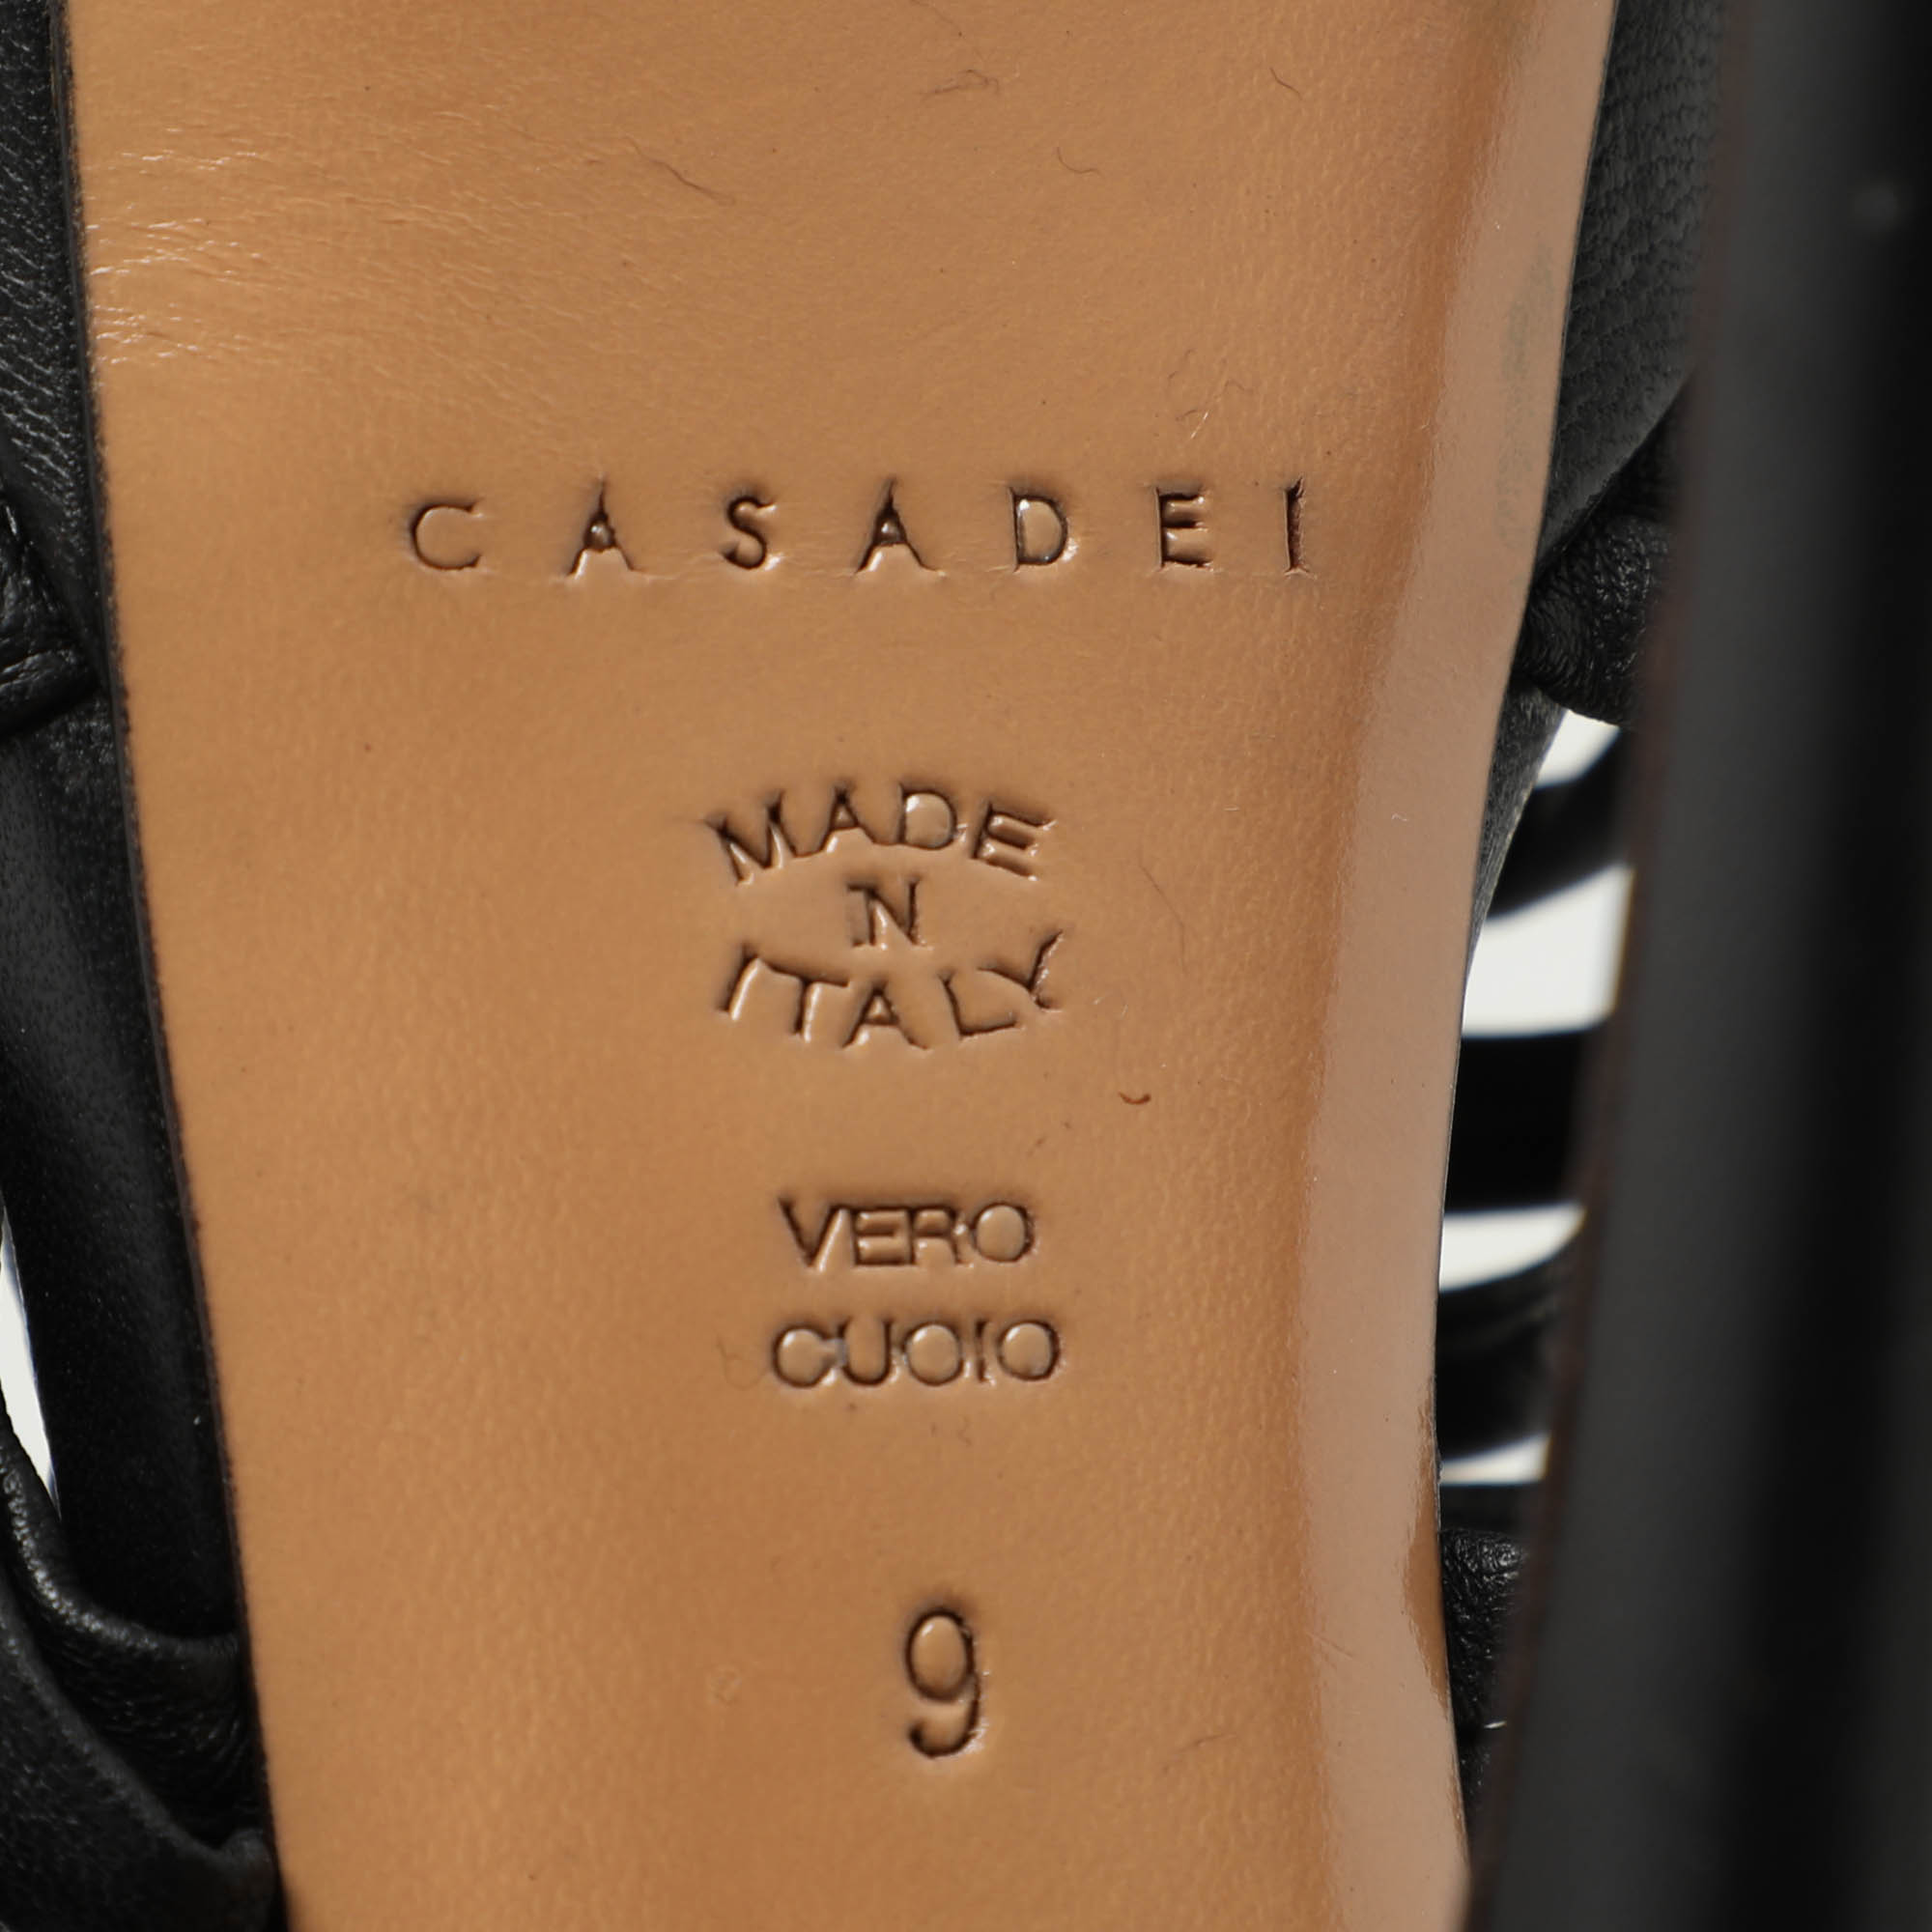 CASADEI
MADE
IN
ITALY
VERO
CUOIO
9